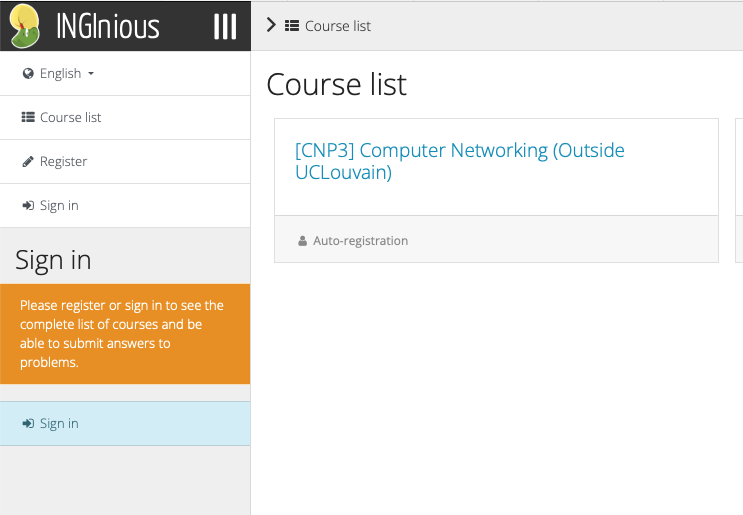 INGInious
Course list
English
Course list
Register
Sign in
Sign in
Please register or sign in to see the
complete list of courses and be
able to submit answers to
problems.
Sign in
Course list
[CNP3] Computer Networking (Outside
UCLouvain)
Auto-registration